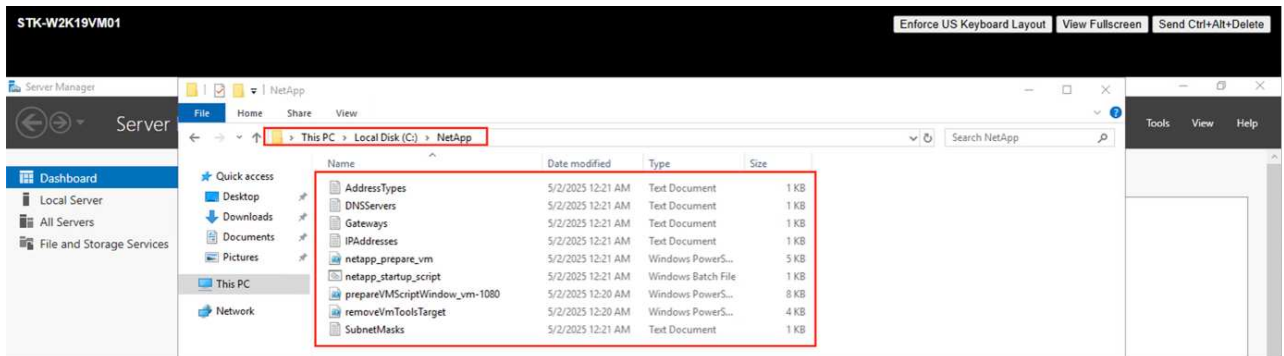 STK-W2K19VM01 Enforce US Keyboard Layout View Fullscreen Send Ctrl+Alt+Delete
Server Manager NetApp
File Home Share View
Server Tools View Help
This PC > Local Disk (C:) > NetApp Search NetApp
Name Date modified Type Size
Dashboard
Local Server
All Servers
File and Storage Services
Quick access
Desktop
Downloads
Documents
Pictures
This PC
Network
AddressTypes 5/2/2025 12:21 AM Text Document 1 KB
DNSServers 5/2/2025 12:21 AM Text Document 1 KB
Gateways 5/2/2025 12:21 AM Text Document 1 KB
IPAddresses 5/2/2025 12:21 AM Text Document 1 KB
netapp_prepare_vm 5/2/2025 12:21 AM Windows PowerS... 5 KB
netapp_startup_script 5/2/2025 12:21 AM Windows Batch File 1 KB
prepareVMScriptWindow_vm-1080 5/2/2025 12:20 AM Windows PowerS... 8 KB
removeVmToolsTarget 5/2/2025 12:20 AM Windows PowerS... 4 KB
SubnetMasks 5/2/2025 12:21 AM Text Document 1 KB